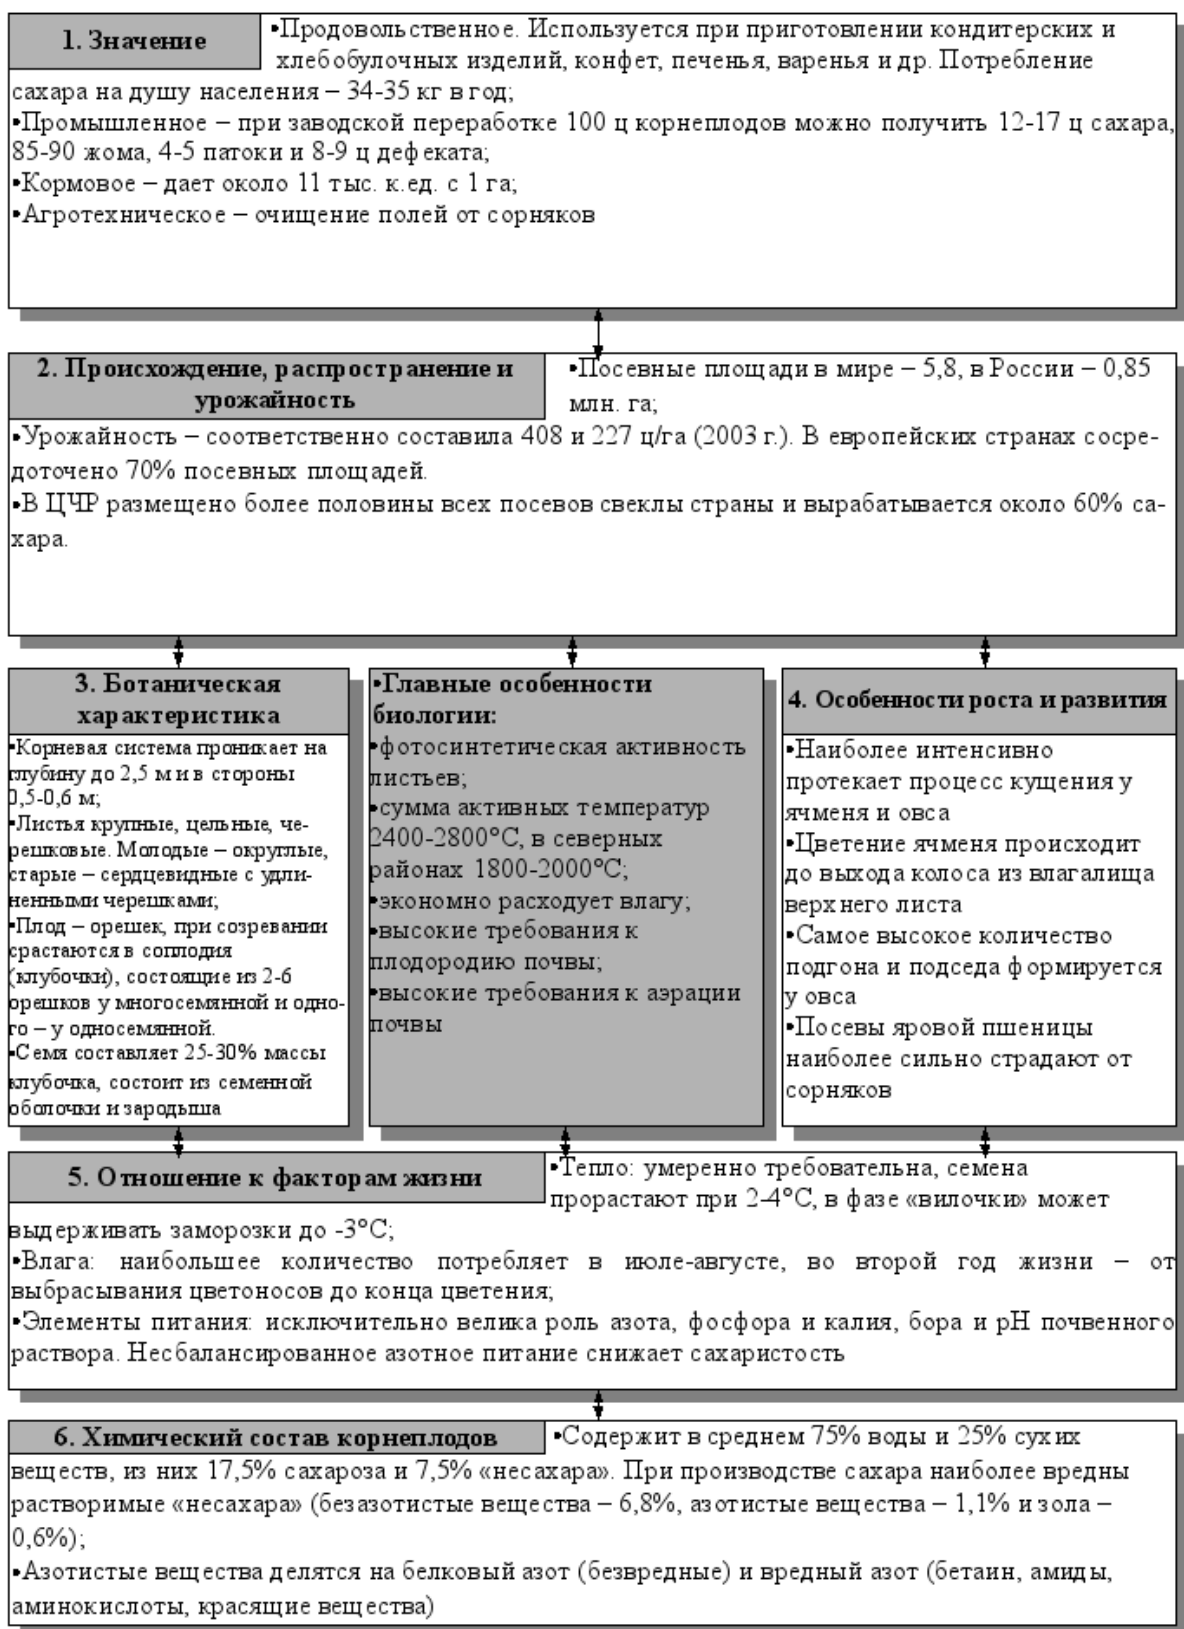 1. Значение
•Продовольственное. Используется при приготовлении кондитерских и
хлебобулочных изделий, конфет, печенья, варенья и др. Потребление
сахара на душу населения – 34-35 кг в год;
•Промышленное – при заводской переработке 100 ц корнеплодов можно получить 12-17 ц сахара,
85-90 жома, 4-5 патоки и 8-9 ц дефеката;
•Кормовое – дает около 11 тыс. к.ед. с 1 га;
•Агротехническое – очищение полей от сорняков
2. Происхождение, распространение и
урожайность
•Посевные площади в мире – 5,8, в России – 0,85
млн. га;
•Урожайность – соответственно составила 408 и 227 ц/га (2003 г.). В европейских странах сосре-
доточено 70% посевных площадей.
•В ЦЧР размещено более половины всех посевов свеклы страны и вырабатывается около 60% са-
хара.
3. Ботаническая
характеристика
•Корневая система проникает на
глубину до 2,5 м и в стороны
0,5-0,6 м;
•Листья крупные, цельные, че-
решковые. Молодые – округлые,
старые – сердцевидные с удли-
ненными черешками;
•Плод – орешек, при созревании
срастаются в соплодия
(клубочки), состоящие из 2-6
орешков у многосемянной и одно-
го – у односемянной.
•Семя составляет 25-30% массы
клубочка, состоит из семенной
оболочки и зародыша
•Главные особенности
биологии:
•фотосинтетическая активность
листьев;
•сумма активных температур
2400-2800°С, в северных
районах 1800-2000°С;
•экономно расходует влагу;
•высокие требования к
плодородию почвы;
•высокие требования к аэрации
почвы
4. Особенности роста и развития
•Наиболее интенсивно
протекает процесс кущения у
ячменя и овса
•Цветение ячменя происходит
до выхода колоса из влагалища
верхнего листа
•Самое высокое количество
подгона и подседа формируется
у овса
•Посевы яровой пшеницы
наиболее сильно страдают от
сорняков
5. Отношение к факторам жизни
•Тепло: умеренно требовательна, семена
прорастают при 2-4°С, в фазе «вилочки» может
выдерживать заморозки до -3°С;
•Влага: наибольшее количество потребляет в июле-августе, во второй год жизни – от
выбрасывания цветоносов до конца цветения;
•Элементы питания: исключительно велика роль азота, фосфора и калия, бора и рН почвенного
раствора. Несбалансированное азотное питание снижает сахаристость
6. Химический состав корнеплодов
•Содержит в среднем 75% воды и 25% сухих
веществ, из них 17,5% сахароза и 7,5% «несахара». При производстве сахара наиболее вредны
растворимые «несахара» (безазотистые вещества – 6,8%, азотистые вещества – 1,1% и зола –
0,6%);
•Азотистые вещества делятся на белковый азот (безвредные) и вредный азот (бетаин, амиды,
аминокислоты, красящие вещества)